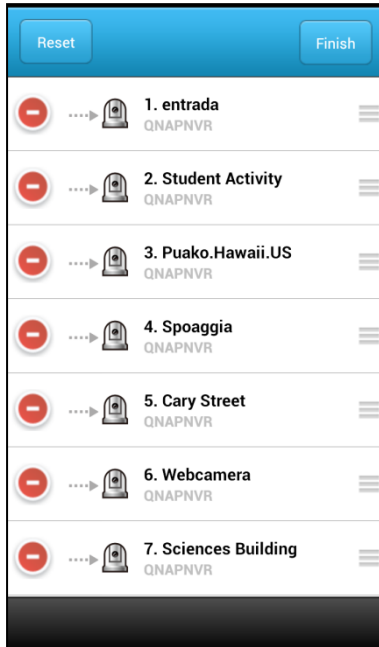 Reset
Finish
1. entrada
QNAPNVR
2. Student Activity
QNAPNVR
3. Puako.Hawaii.US
QNAPNVR
4. Spoaggia
QNAPNVR
5. Cary Street
QNAPNVR
6. Webcamera
QNAPNVR
7. Sciences Building
QNAPNVR